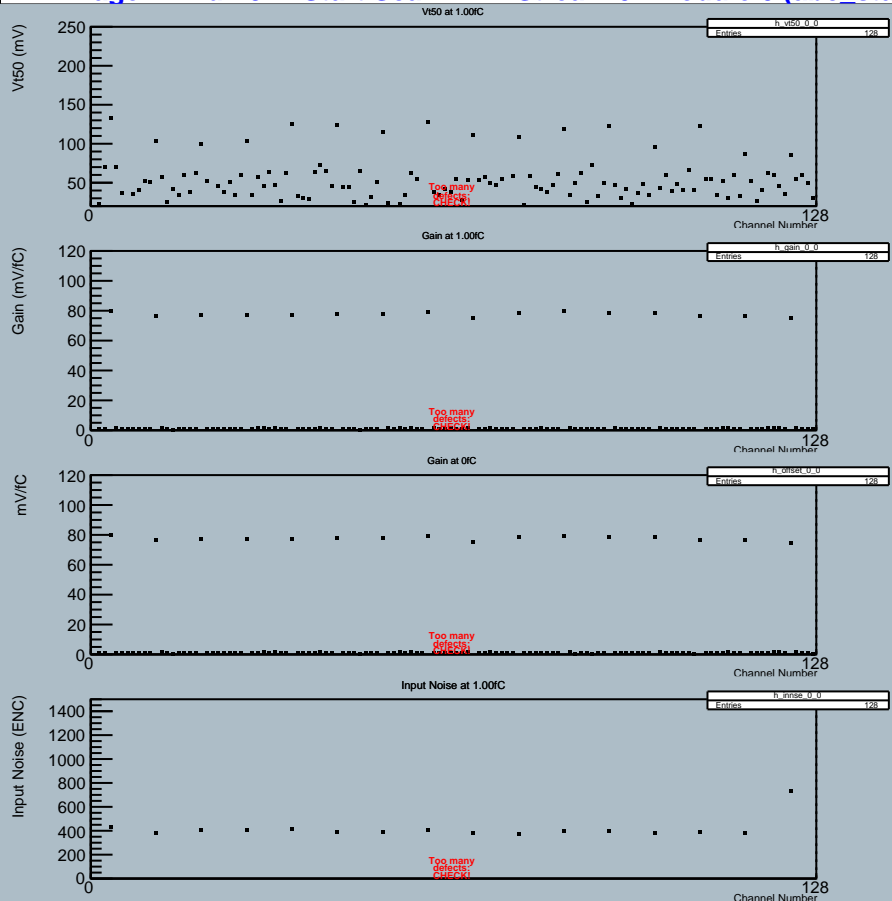 Vt50 at 1.00fC
h_vt50_0_0
Entries 128
Vt50 (mV)
250
200
150
100
50
Too many
defects:
CHECK!
0
128
Channel Number
Gain at 1.00fC
h_gain_0_0
Entries 128
Gain (mV/fC)
120
100
80
60
40
20
0
Too many
defects:
CHECK!
0
128
Channel Number
Gain at 0fC
h_offset_0_0
Entries 128
mV/fC
120
100
80
60
40
20
0
Too many
defects:
CHECK!
0
128
Channel Number
Input Noise at 1.00fC
h_innse_0_0
Entries 128
Input Noise (ENC)
1400
1200
1000
800
600
400
200
0
Too many
defects:
CHECK!
0
128
Channel Number